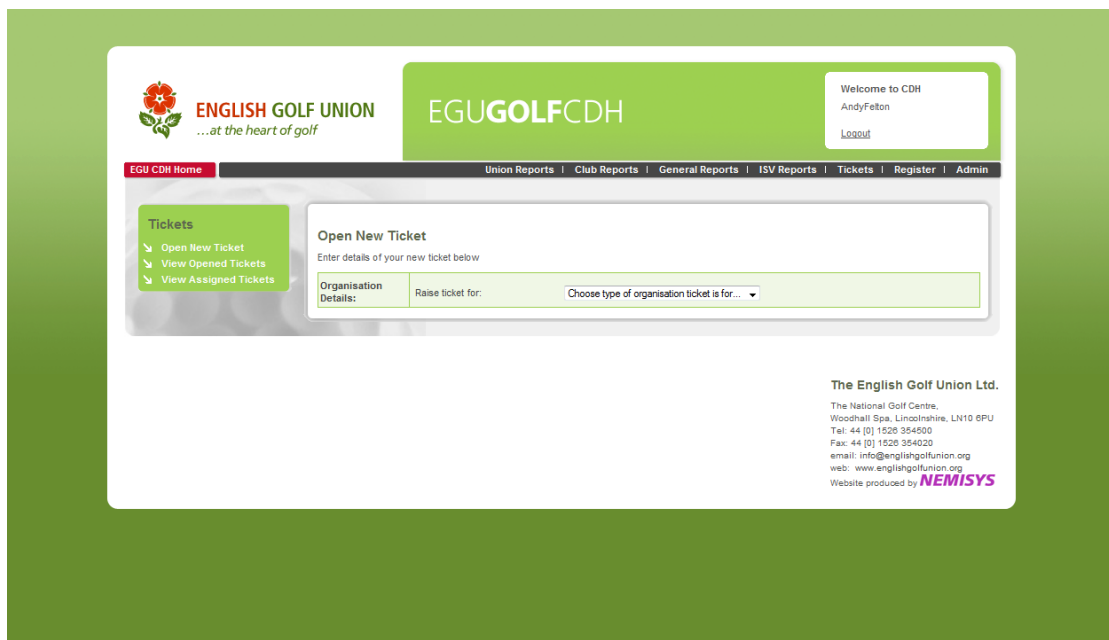 ENGLISH GOLF UNION
...at the heart of golf
EGUGOLFCDH
Welcome to CDH
AndyFelton
Logout
EGU CDH Home
Union Reports | Club Reports | General Reports | ISV Reports | Tickets | Register | Admin
Tickets
Open New Ticket
View Opened Tickets
View Assigned Tickets
Open New Ticket
Enter details of your new ticket below
Organisation
Details:
Raise ticket for:
Choose type of organisation ticket is for...
The English Golf Union Ltd.
The National Golf Centre,
Woodhall Spa, Lincolnshire, LN10 6PU
Tel: 44 [0] 1526 354500
Fax: 44 [0] 1526 354020
email: info@englishgolfunion.org
web: www.englishgolfunion.org
Website produced by NEMISYS